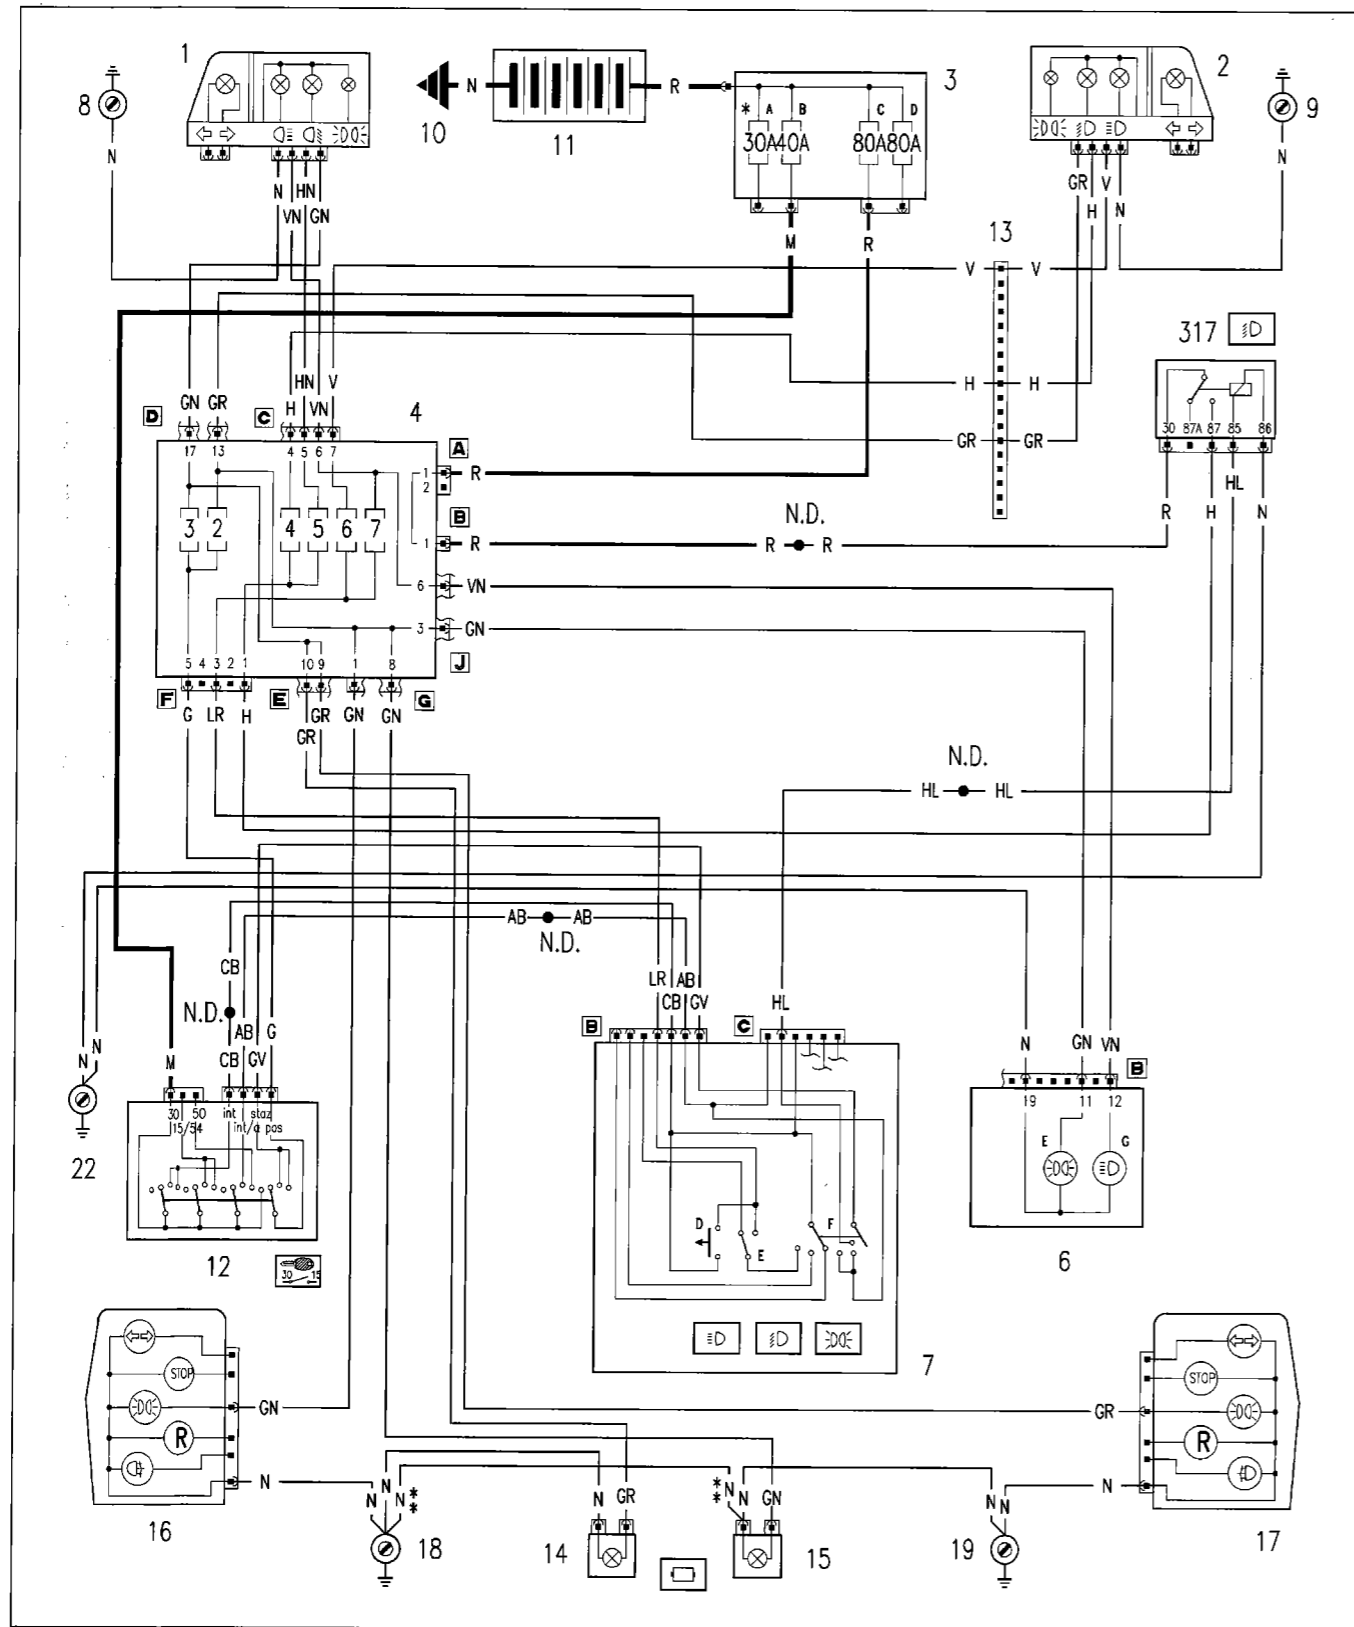 1
2
3
8
9
10
11
N
R
* A B C D
30A 40A 80A 80A
N
N
N HN
VN GN
GR V
H N
M R
13
V V
317
HN V
GN GR H VN
D C 4
H H
GR GR
30 87A 87 85 86
17 13 4 5 6 7
A
1 R
2
3 2 4 5 6 7
B
1 R
N.D.
R R
HL
R H N
6 VN
3 GN
J
5 4 3 2 1 10 9 1 8
F E G
G LR H GR GR GN GN
N.D.
HL HL
AB AB
N.D.
CB
N.D.
AB G
CB GV
M
N N
LR AB
CB GV
HL
B C
N GN VN
B
30 50 int staz
15/54 int/a pos
19 11 12
E G
22
12
30 15
D E F
6
7
STOP
R
GN
N
16
GR
STOP
R
N
17
N N N * *
18
N GR
14
* * N N GN
15
N N
19